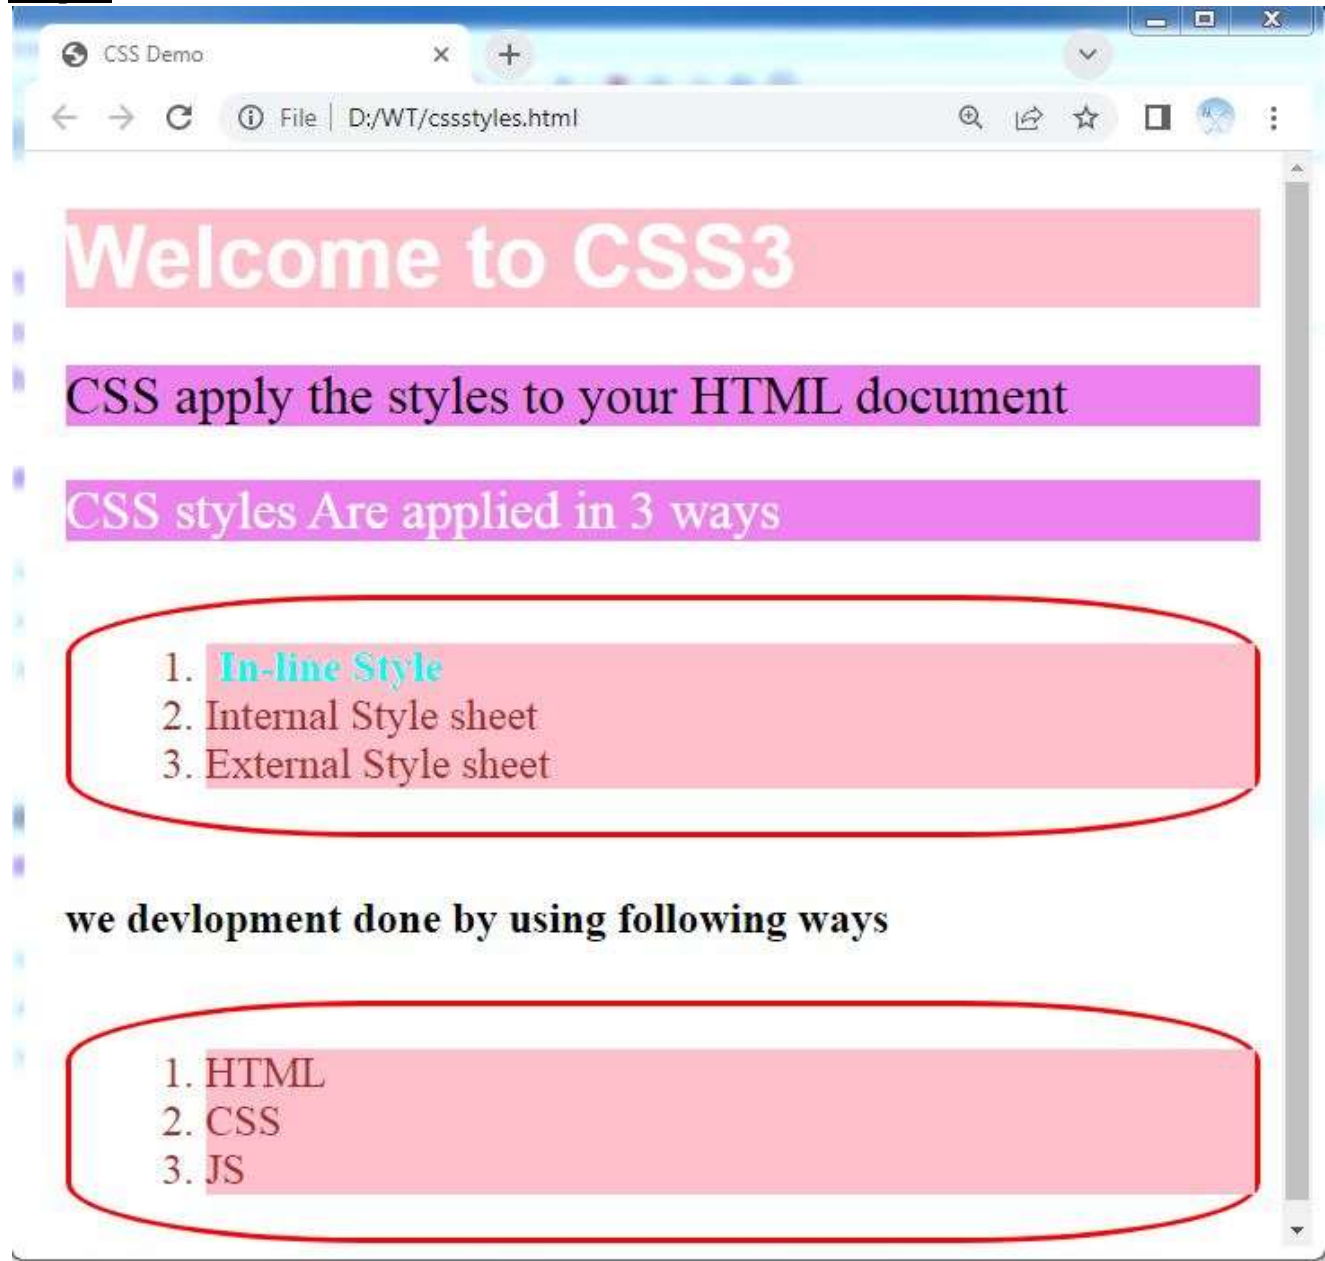 CSS Demo
File D:/WT/cssstyles.html
Welcome to CSS3
CSS apply the styles to your HTML document
CSS styles Are applied in 3 ways
1. In-line Style
2. Internal Style sheet
3. External Style sheet
we devlopment done by using following ways
1. HTML
2. CSS
3. JS